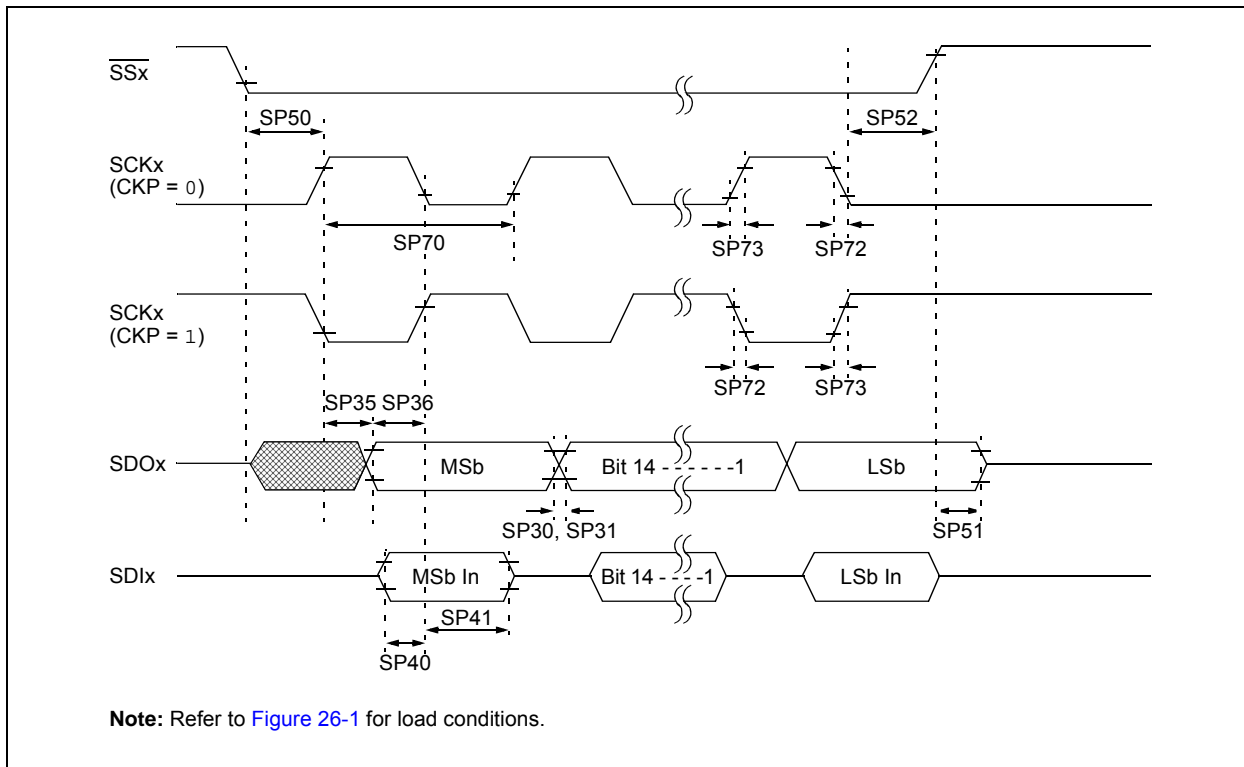 SSx
SP50
SP52
SCKx
(CKP = 0)
SP70
SP73
SP72
SCKx
(CKP = 1)
SP72
SP73
SP35 SP36
SDOx
MSb
Bit 14 - - - - - -1
LSb
SP30, SP31
SP51
SDIx
MSb In
Bit 14 - - - -1
LSb In
SP41
SP40
Note: Refer to Figure 26-1 for load conditions.